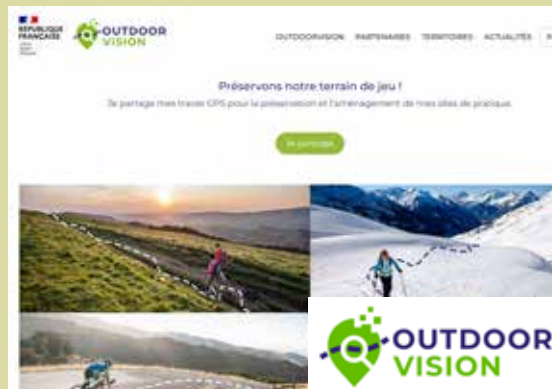 RÉPUBLIQUE
FRANÇAISE
OUTDOOR
VISION
OUTDOORVISION PARTENAIRES TERRITOIRES ACTUALITÉS
Préservons notre terrain de jeu !
Je partage mes traces GPS pour la préservation et l'aménagement de mes sites de pratique.
Je participe
OUTDOOR
VISION